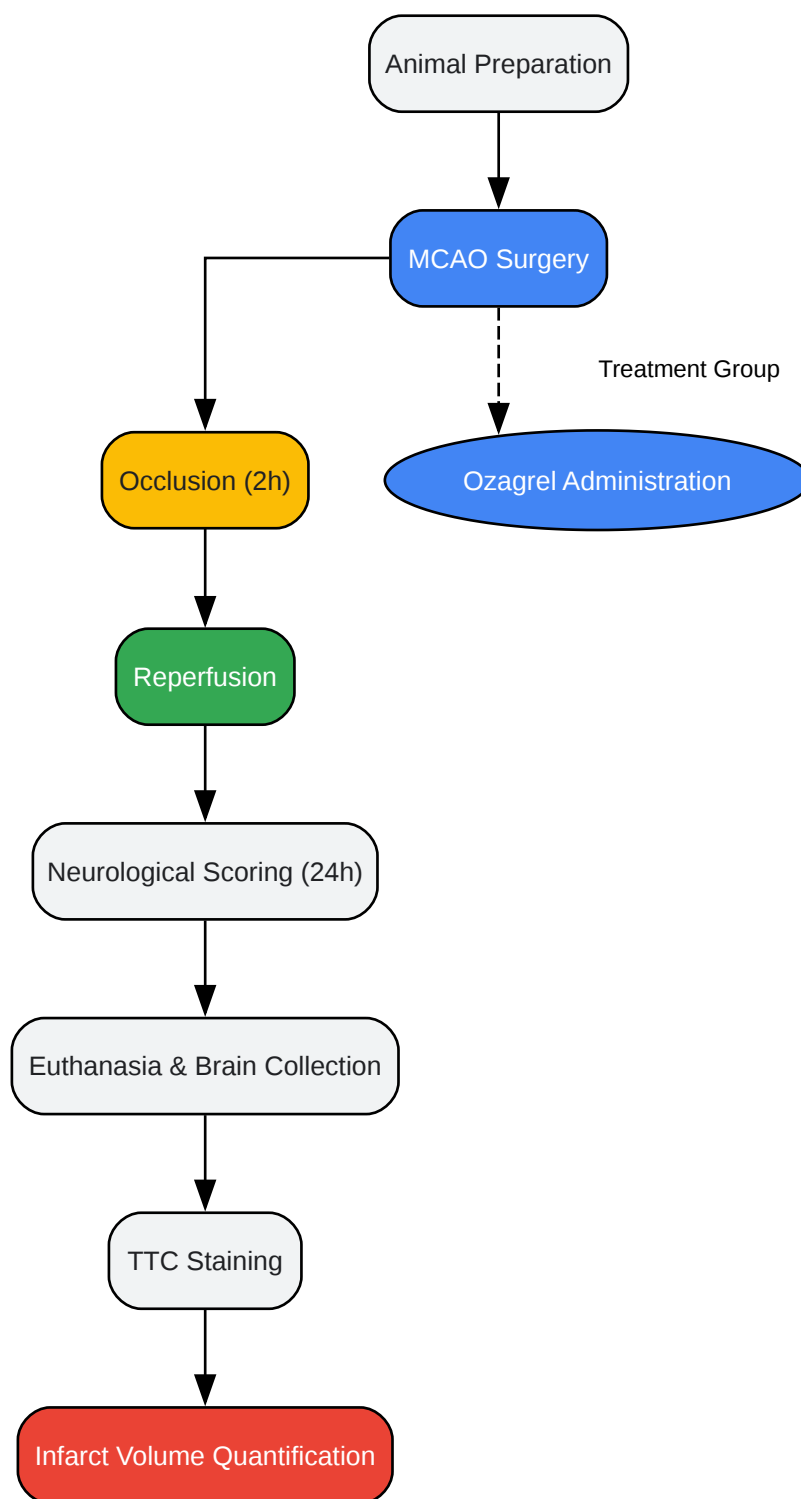 Animal Preparation
MCAO Surgery
Treatment Group
Occlusion (2h)
Ozagrel Administration
Reperfusion
Neurological Scoring (24h)
Euthanasia & Brain Collection
TTC Staining
Infarct Volume Quantification